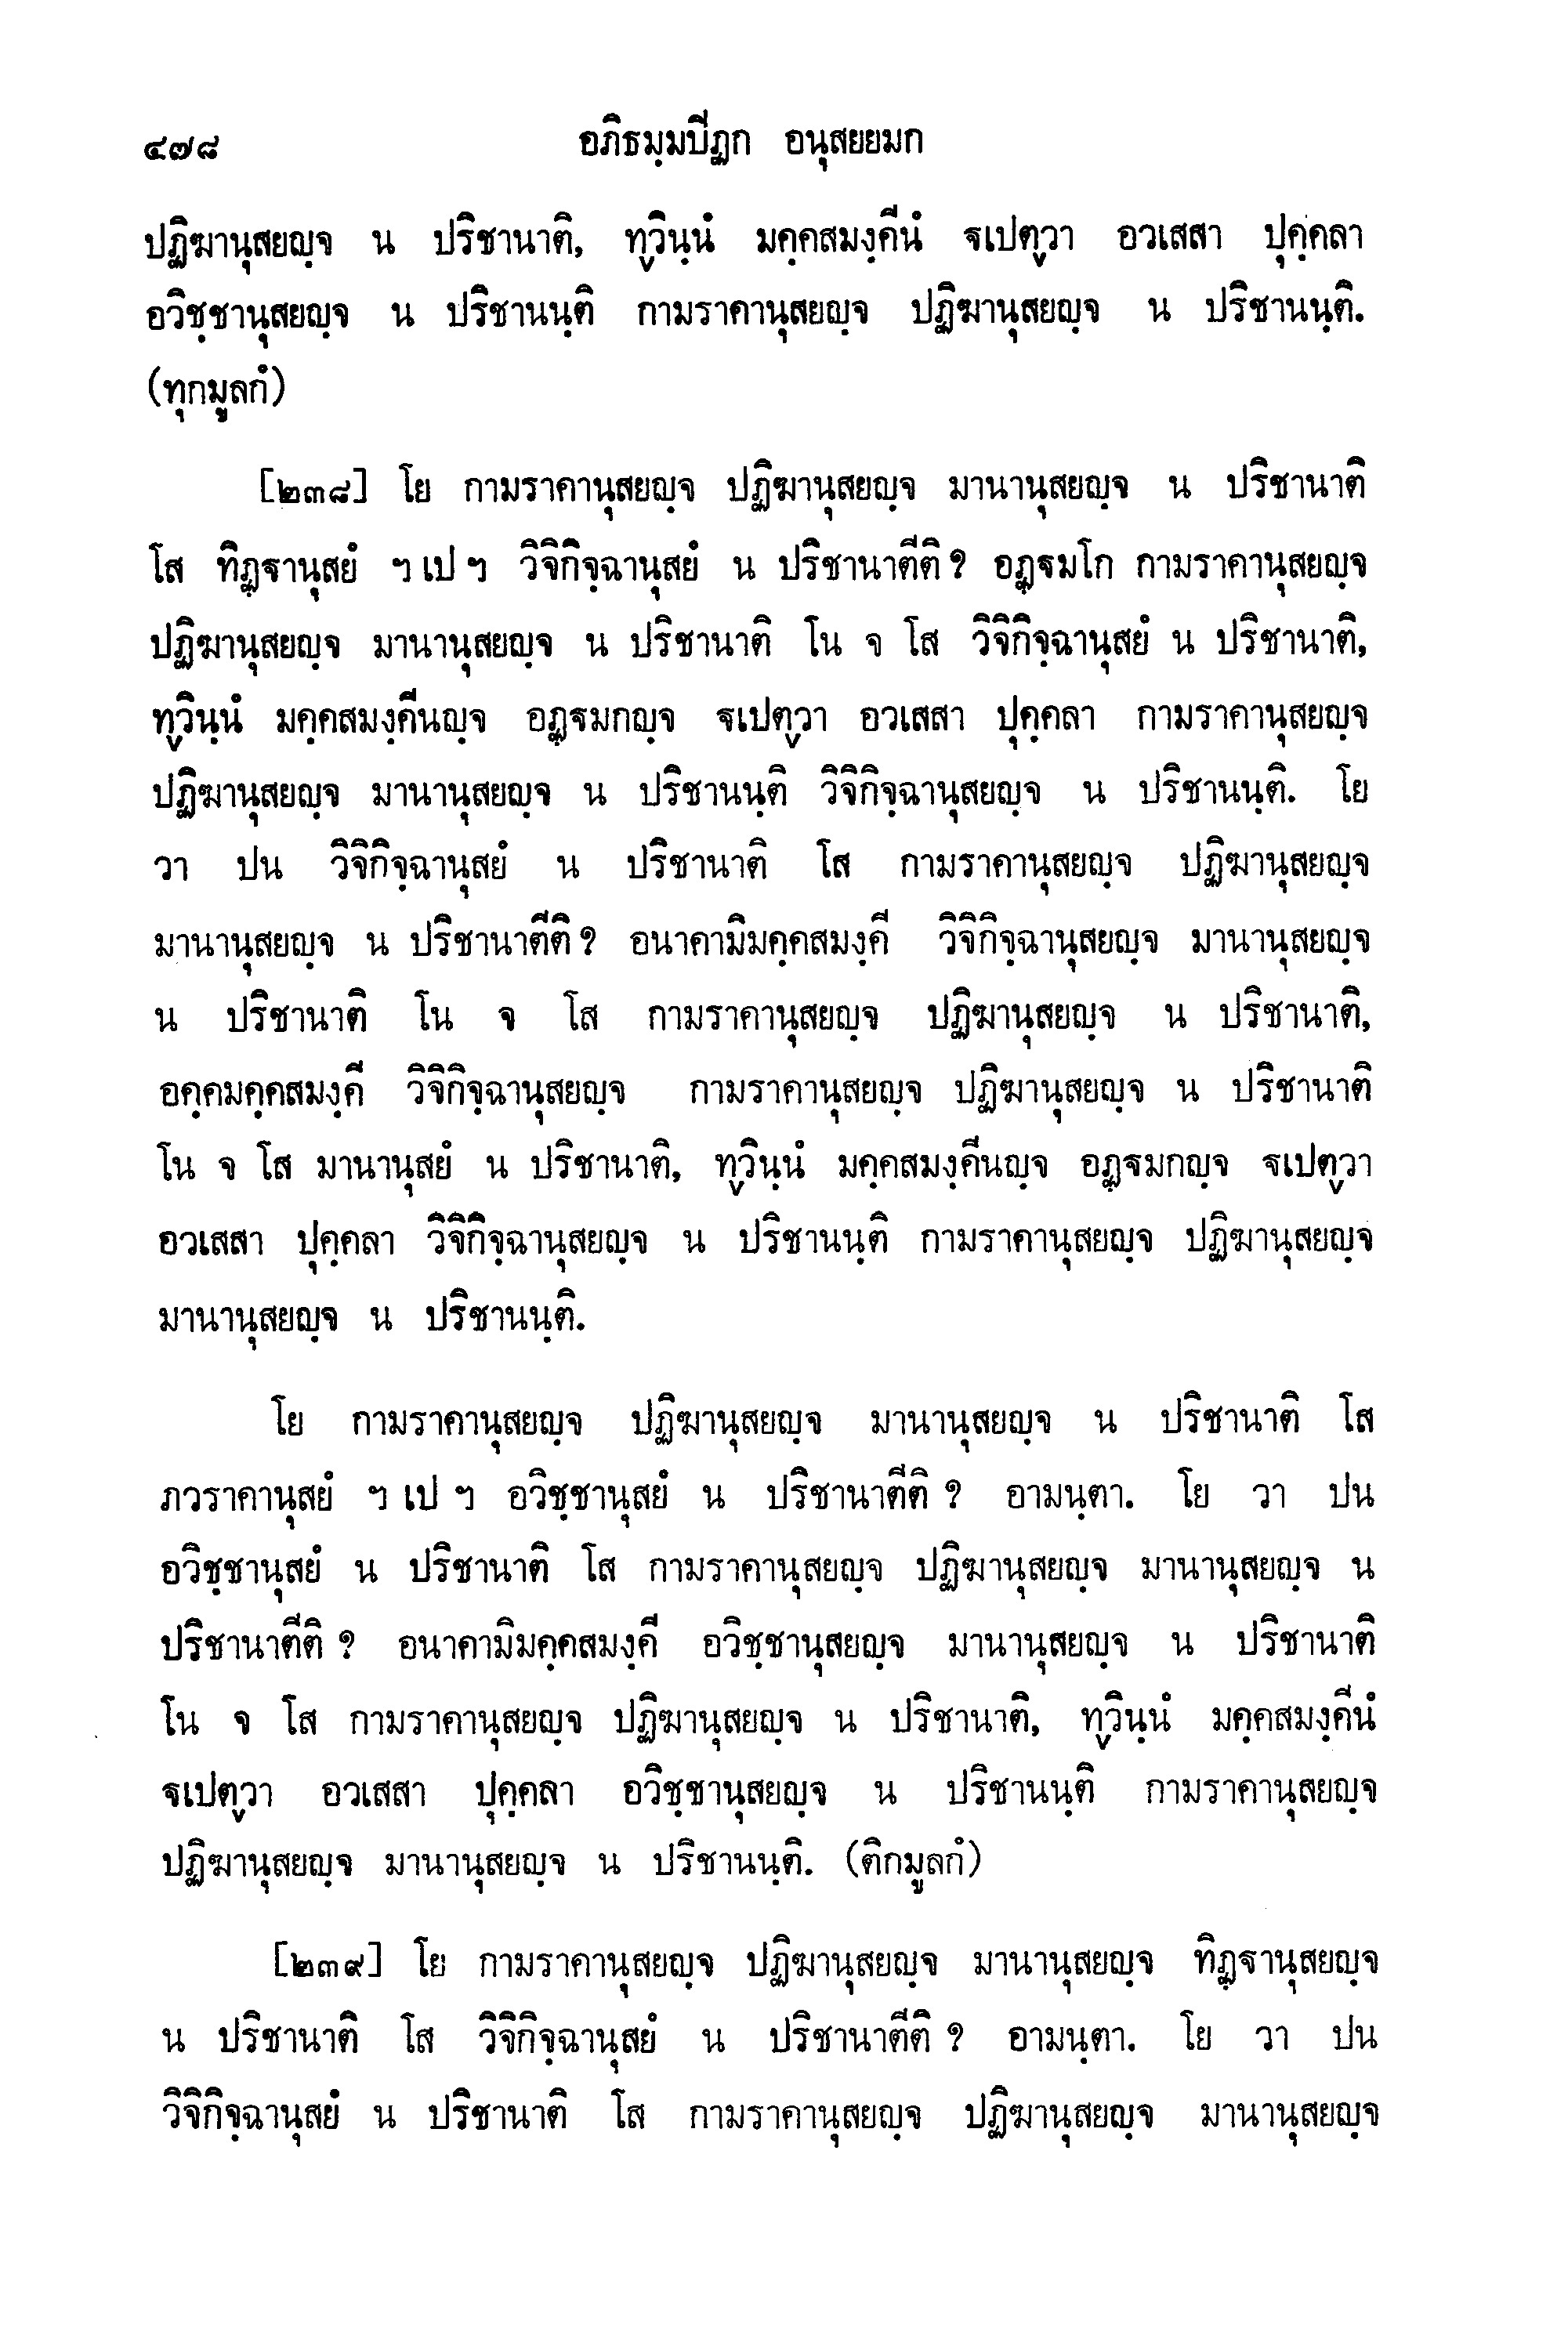 ๔๗๘ อภิธมฺมปิฏก อนุสยยมก
ปฏิฆานุสยญฺจ น ปริชานาติ, ทฺวินฺนํ มคฺคสมงฺคีนํ ฐเปตฺวา อวเสสา ปุคฺคลา
อวิชฺชานุสยญฺจ น ปริชานนฺติ กามราคานุสยญฺจ ปฏิฆานุสยญฺจ น ปริชานนฺติ.
(ทุกมูลกํ)
[๒๓๘] โย กามราคานุสยญฺจ ปฏิฆานุสยญฺจ มานานุสยญฺจ น ปริชานาติ
โส ทิฏฺฐานุสยํ ฯ เป ฯ วิจิกิจฺฉานุสยํ น ปริชานาตีติ ? อฏฺฐมโก กามราคานุสยญฺจ
ปฏิฆานุสยญฺจ มานานุสยญฺจ น ปริชานาติ โน จ โส วิจิกิจฺฉานุสยํ น ปริชานาติ,
ทฺวินฺนํ มคฺคสมงฺคีนญฺจ อฏฺฐมกญฺจ ฐเปตฺวา อวเสสา ปุคฺคลา กามราคานุสยญฺจ
ปฏิฆานุสยญฺจ มานานุสยญฺจ น ปริชานนฺติ วิจิกิจฺฉานุสยญฺจ น ปริชานนฺติ. โย
วา ปน วิจิกิจฺฉานุสยํ น ปริชานาติ โส กามราคานุสยญฺจ ปฏิฆานุสยญฺจ
มานานุสยญฺจ น ปริชานาตีติ ? อนาคามิมคฺคสมงฺคี วิจิกิจฺฉานุสยญฺจ มานานุสยญฺจ
น ปริชานาติ โน จ โส กามราคานุสยญฺจ ปฏิฆานุสยญฺจ น ปริชานาติ,
อคฺคมคฺคสมงฺคี วิจิกิจฺฉานุสยญฺจ กามราคานุสยญฺจ ปฏิฆานุสยญฺจ น ปริชานาติ
โน จ โส มานานุสยํ น ปริชานาติ, ทฺวินฺนํ มคฺคสมงฺคีนญฺจ อฏฺฐมกญฺจ ฐเปตฺวา
อวเสสา ปุคฺคลา วิจิกิจฺฉานุสยญฺจ น ปริชานนฺติ กามราคานุสยญฺจ ปฏิฆานุสยญฺจ
มานานุสยญฺจ น ปริชานนฺติ.
โย กามราคานุสยญฺจ ปฏิฆานุสยญฺจ มานานุสยญฺจ น ปริชานาติ โส
ภวราคานุสยํ ฯ เป ฯ อวิชฺชานุสยํ น ปริชานาตีติ ? อามนฺตา. โย วา ปน
อวิชฺชานุสยํ น ปริชานาติ โส กามราคานุสยญฺจ ปฏิฆานุสยญฺจ มานานุสยญฺจ น
ปริชานาตีติ ? อนาคามิมคฺคสมงฺคี อวิชฺชานุสยญฺจ มานานุสยญฺจ น ปริชานาติ
โน จ โส กามราคานุสยญฺจ ปฏิฆานุสยญฺจ น ปริชานาติ, ทฺวินฺนํ มคฺคสมงฺคีนํ
ฐเปตฺวา อวเสสา ปุคฺคลา อวิชฺชานุสยญฺจ น ปริชานนฺติ กามราคานุสยญฺจ
ปฏิฆานุสยญฺจ มานานุสยญฺจ น ปริชานนฺติ. (ติกมูลกํ)
[๒๓๙] โย กามราคานุสยญฺจ ปฏิฆานุสยญฺจ มานานุสยญฺจ ทิฏฺฐานุสยญฺจ
น ปริชานาติ โส วิจิกิจฺฉานุสยํ น ปริชานาตีติ ? อามนฺตา. โย วา ปน
วิจิกิจฺฉานุสยํ น ปริชานาติ โส กามราคานุสยญฺจ ปฏิฆานุสยญฺจ มานานุสยญฺจ